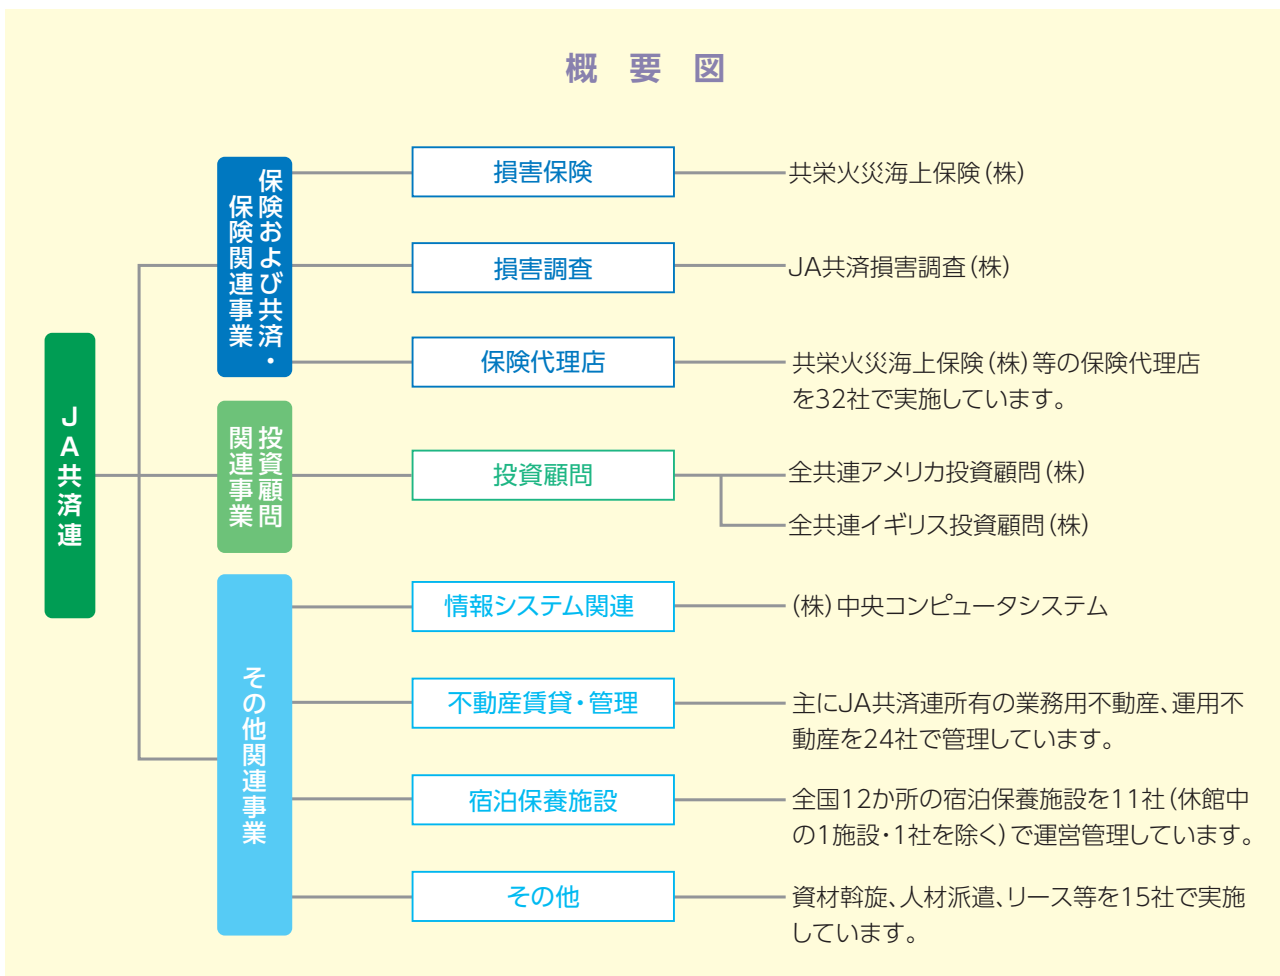 概要図
JA共済連
保険および共済・
保険関連事業
損害保険
共栄火災海上保険(株)
損害調査
JA共済損害調査(株)
保険代理店
共栄火災海上保険(株)等の保険代理店
を32社で実施しています。
投資顧問
関連事業
投資顧問
全共連アメリカ投資顧問(株)
全共連イギリス投資顧問(株)
その他関連事業
情報システム関連
(株)中央コンピュータシステム
不動産賃貸・管理
主にJA共済連所有の業務用不動産、運用不
動産を24社で管理しています。
宿泊保養施設
全国12か所の宿泊保養施設を11社(休館中
の1施設・1社を除く)で運営管理しています。
その他
資材斡旋、人材派遣、リース等を15社で実施
しています。